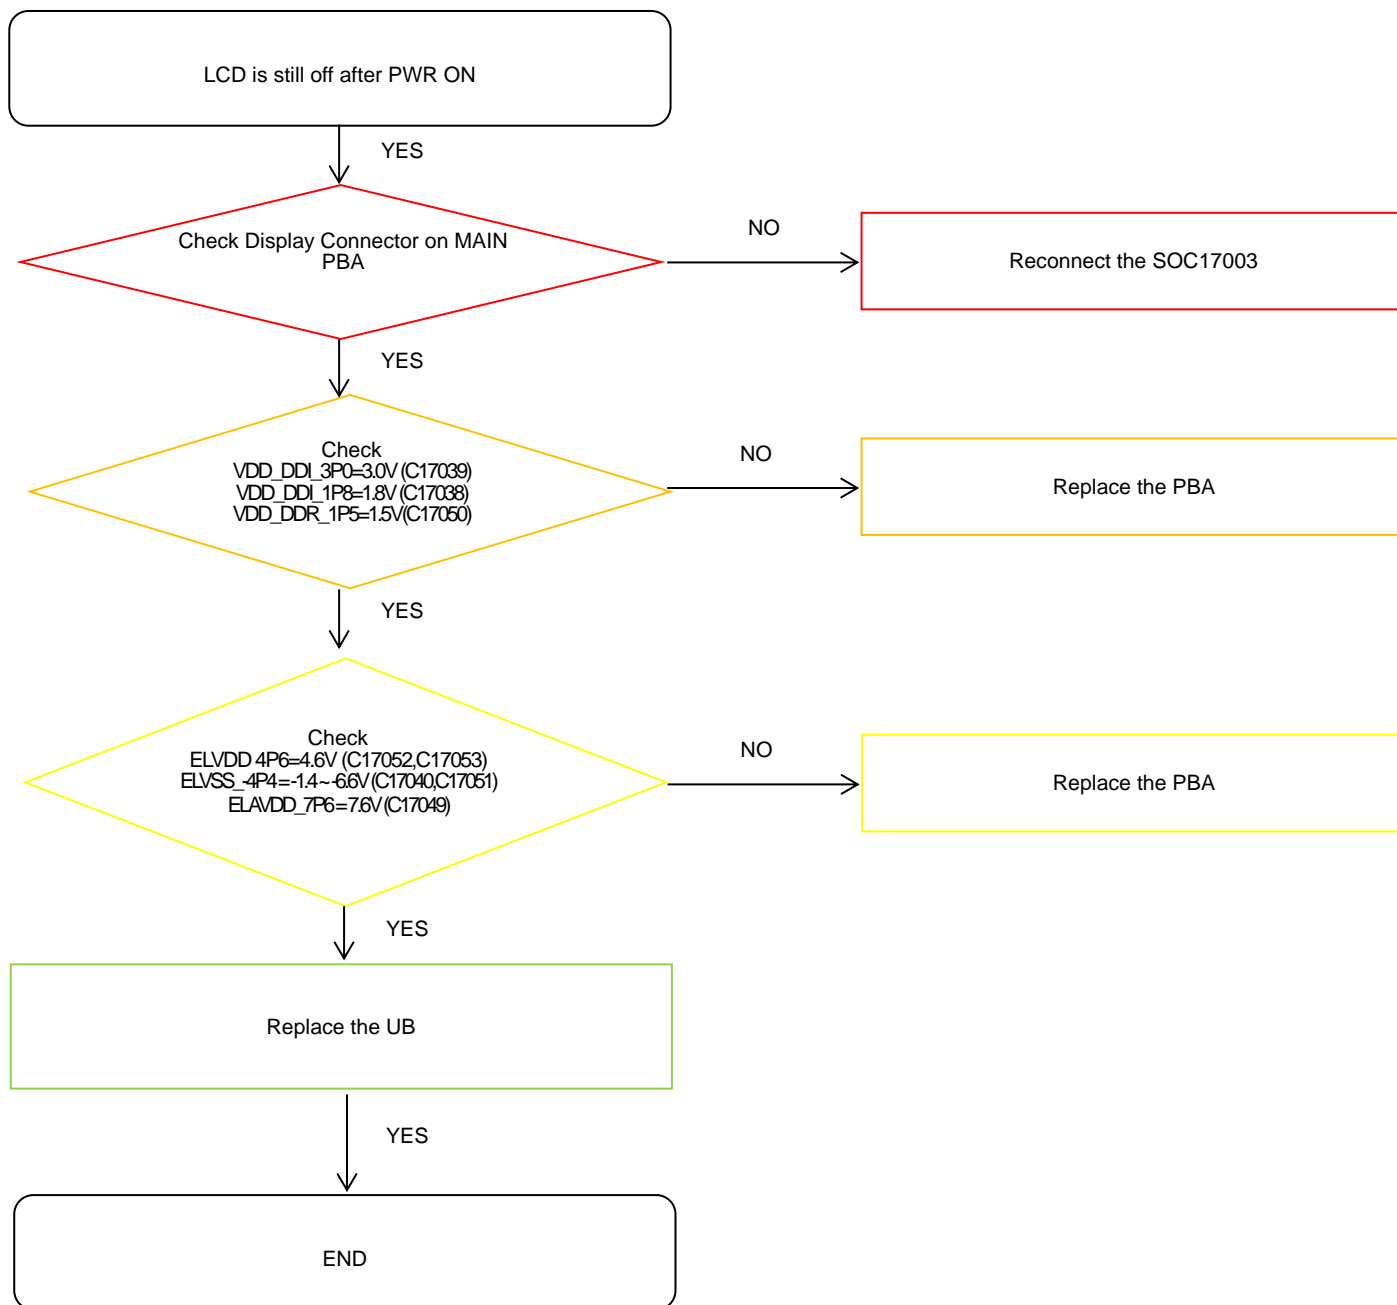 LCD is still off after PWR ON
YES
Check Display Connector on MAIN
PBA
NO
Reconnect the SOC17003
YES
Check
VDD_DDI_3P0=3.0V (C17039)
VDD_DDI_1P8=1.8V (C17038)
VDD_DDR_1P5=1.5V(C17050)
NO
Replace the PBA
YES
Check
ELVDD 4P6=4.6V (C17052,C17053)
ELVSS_-4P4 = -1.4 ~ -6.6V (C17040,C17051)
ELAVDD_7P6 = 7.6V (C17049)
NO
Replace the PBA
YES
Replace the UB
YES
END